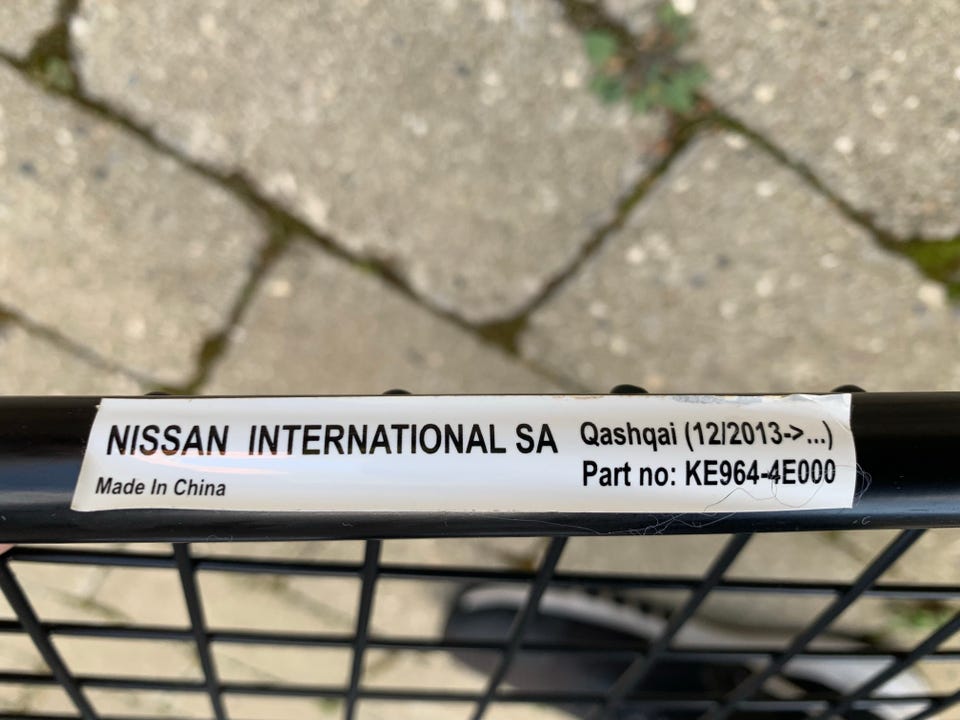 NISSAN INTERNATIONAL SA
Made In China
Qashqai (12/2013->...)
Part no: KE964-4E000